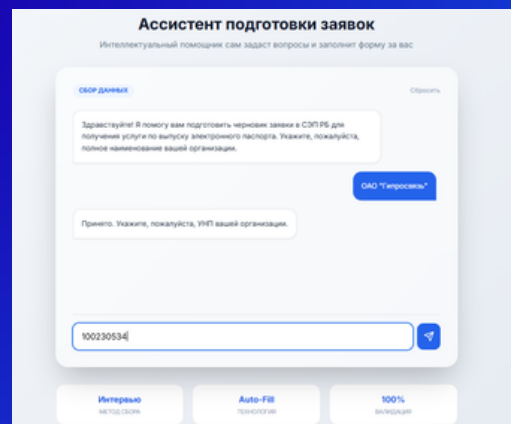 Ассистент подготовки заявок
Интеллектуальный помощник сам задаст вопросы и заполнит форму за вас
СБОР ДАННЫХ
Сбросить
Здравствуйте! Я помогу вам подготовить черновик заявки в СЭП РБ для
получения услуги по выпуску электронного паспорта. Укажите, пожалуйста,
полное наименование вашей организации.
ОАО "Гипросвязь"
Принято. Укажите, пожалуйста, УНП вашей организации.
100230534
Интервью
МЕТОД СБОРА
Auto-Fill
ТЕХНОЛОГИЯ
100%
ВАЛИДАЦИЯ